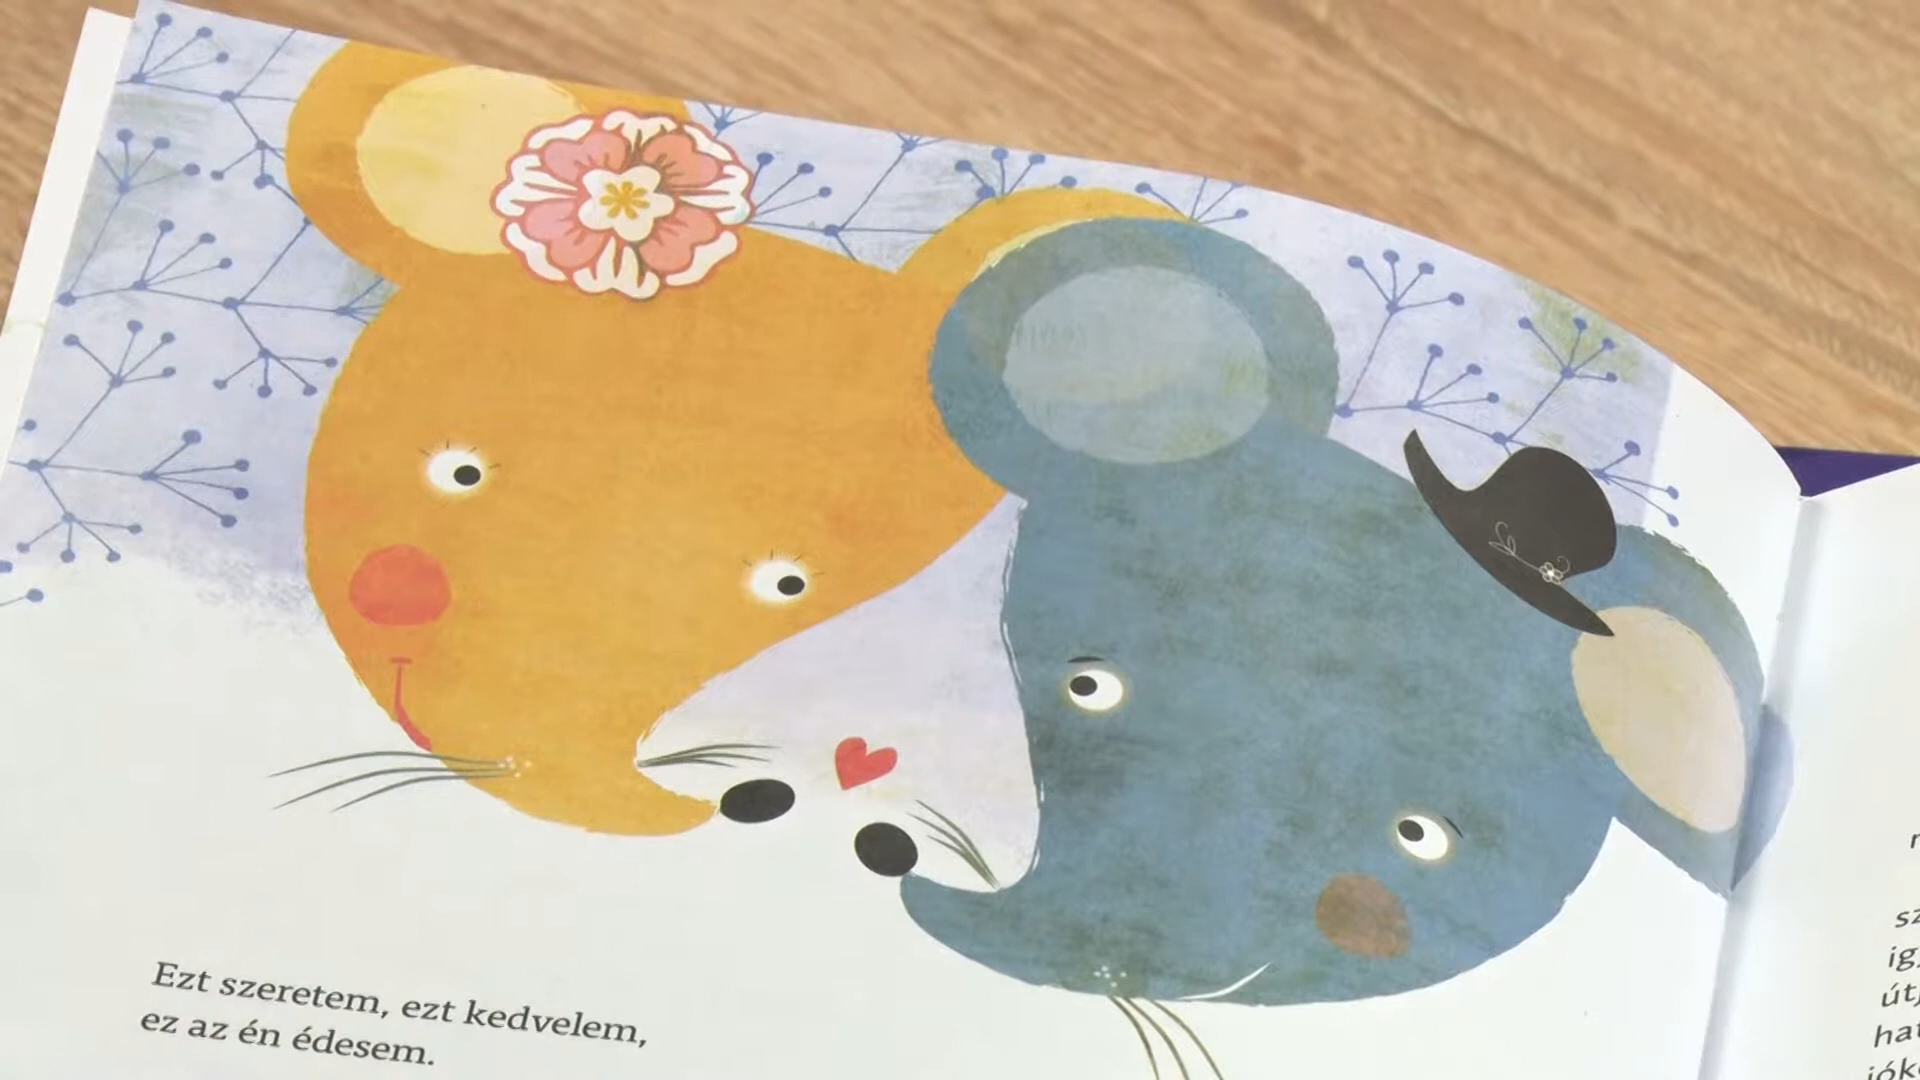 Ezt szeretem, ezt kedvelem,
ez az én édesem.